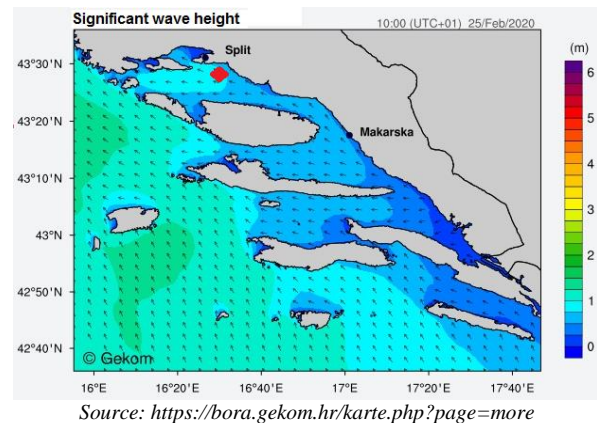 Significant wave height
10:00 (UTC+01) 25/Feb/2020
(m)
43°30'N
43°20'N
43°10'N
43°N
42°50'N
42°40'N
Split
Makarska
6
5
4
3
2
1
0
© Gekom
16°E
16°20'E
16°40'E
17°E
17°20'E
17°40'E
Source: https://bora.gekom.hr/karte.php?page=more